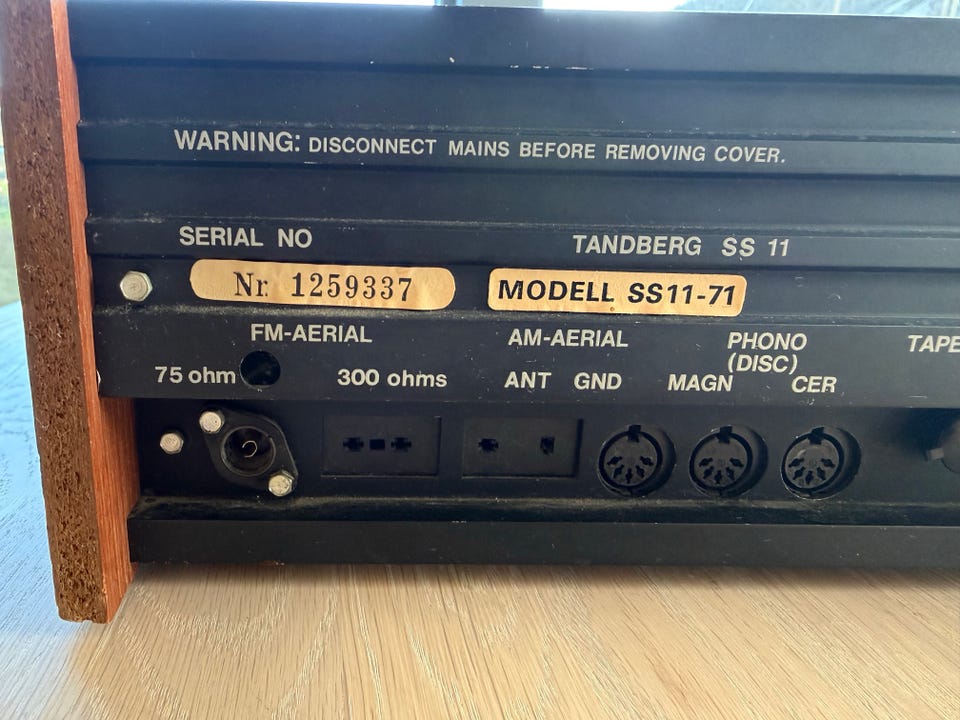 WARNING: DISCONNECT MAINS BEFORE REMOVING COVER.
SERIAL NO
TANDBERG SS 11
Nr. 1259337
MODELL SS11-71
FM-AERIAL
AM-AERIAL
PHONO
(DISC)
TAPE
75 ohm
300 ohms
ANT GND
MAGN
CER